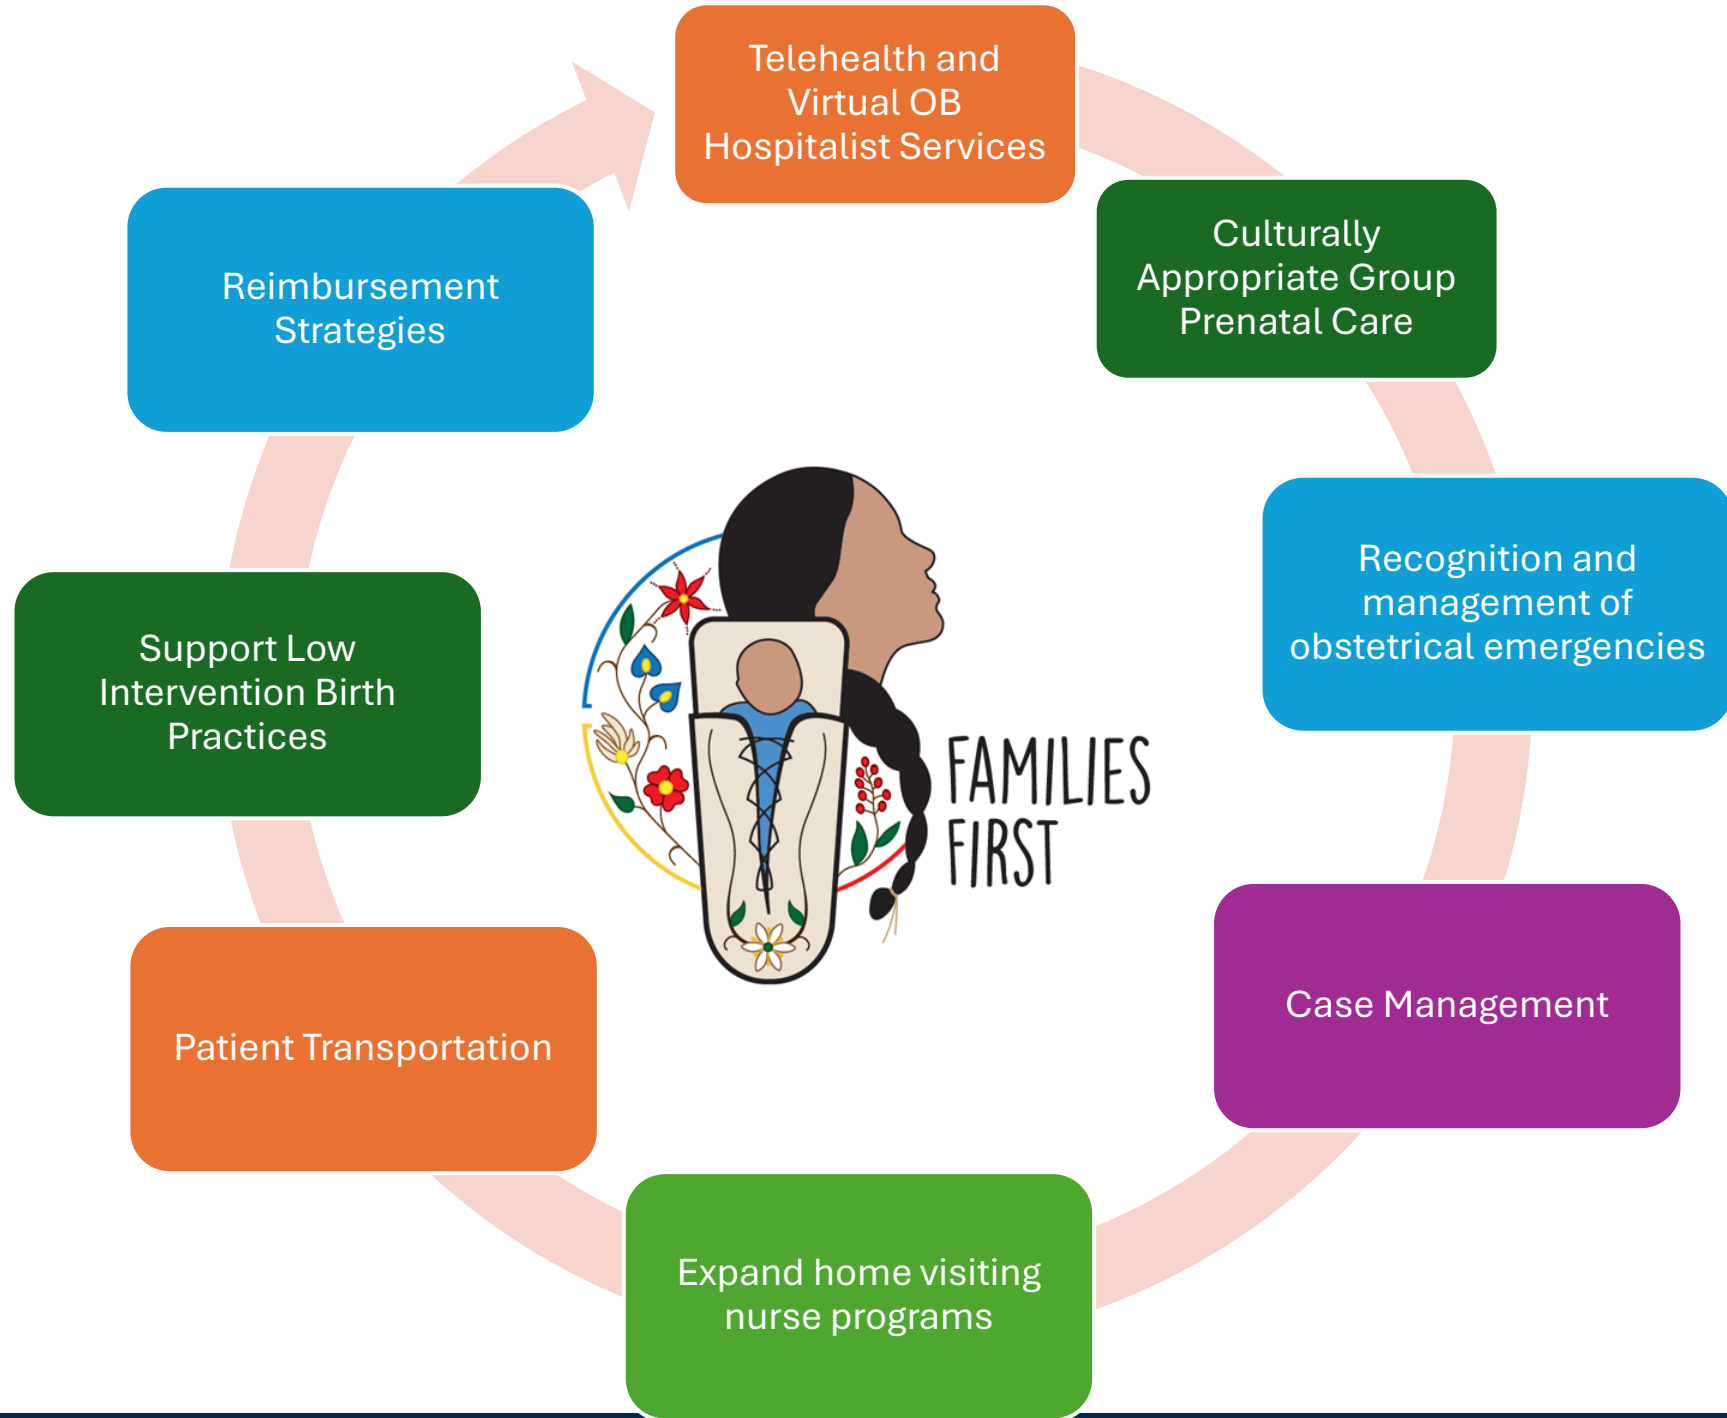 Telehealth and
Virtual OB
Hospitalist Services
Culturally
Appropriate Group
Prenatal Care
Recognition and
management of
obstetrical emergencies
Case Management
Expand home visiting
nurse programs
Patient Transportation
Support Low
Intervention Birth
Practices
Reimbursement
Strategies
FAMILIES
FIRST